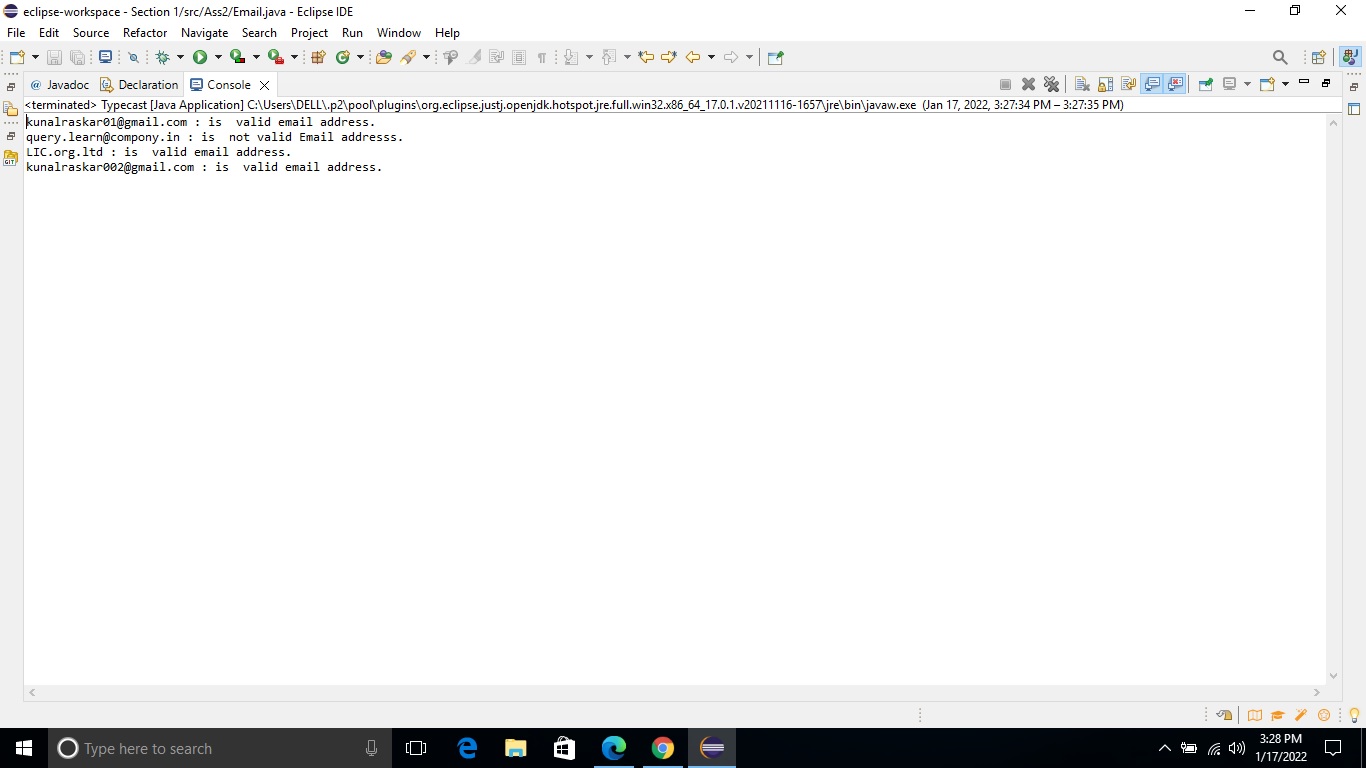 eclipse-workspace - Section 1/src/Ass2/Email.java - Eclipse IDE
File Edit Source Refactor Navigate Search Project Run Window Help
@ Javadoc Declaration Console
<terminated> Typecast [Java Application] C:\Users\DELL\.p2\pool\plugins\org.eclipse.justj.openjdk.hotspot.jre.full.win32.x86_64_17.0.1.v20211116-1657\jre\bin\javaw.exe (Jan 17, 2022, 3:27:34 PM – 3:27:35 PM)
kunalraskar01@gmail.com : is  valid email address.
query.learn@compony.in : is  not valid Email addresss.
LIC.org.ltd : is  valid email address.
kunalraskar002@gmail.com : is  valid email address.
GIT
Type here to search
3:28 PM
1/17/2022